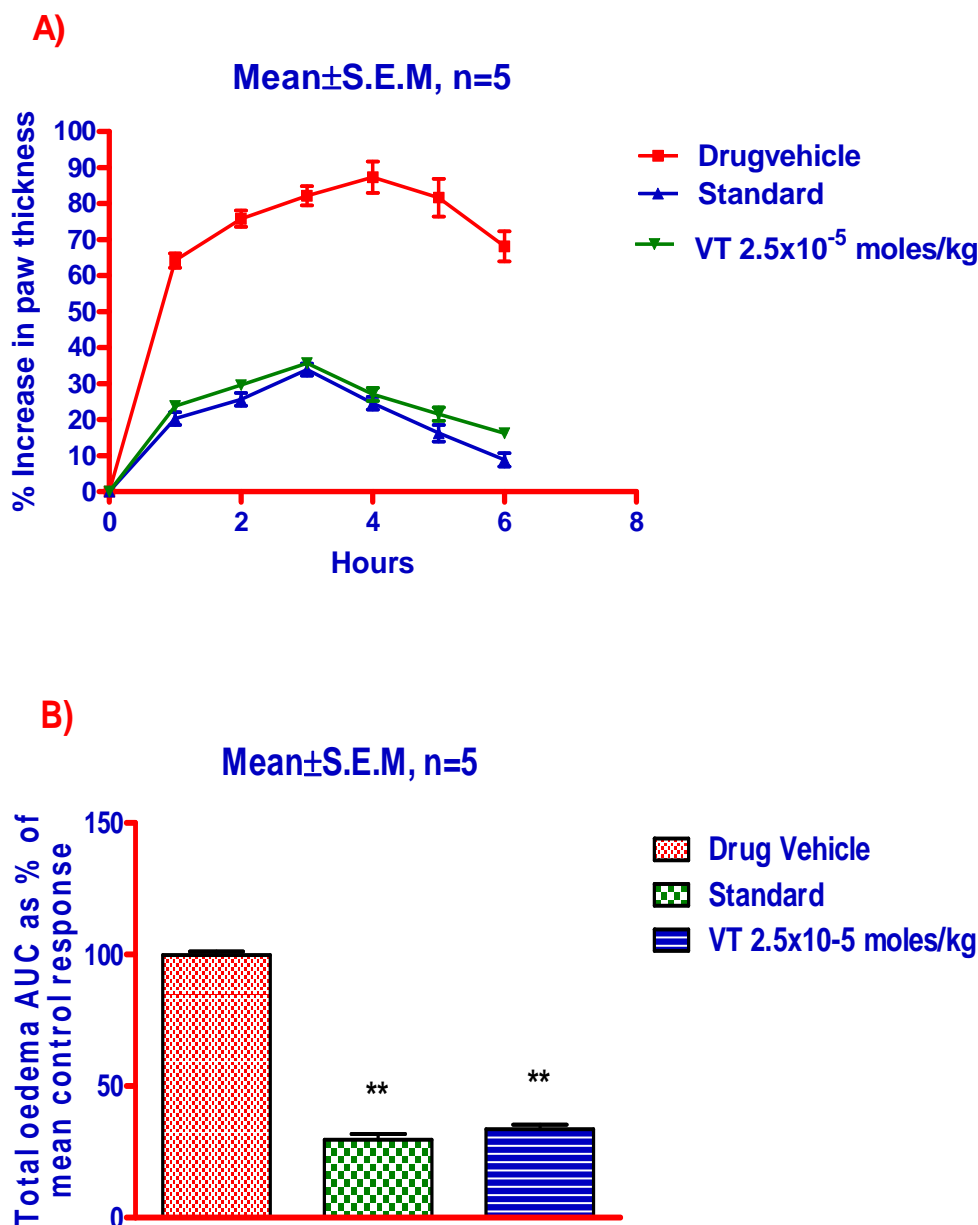 A)
Mean±S.E.M, n=5
% Increase in paw thickness
100
90
80
70
60
50
40
30
20
10
0
0 2 4 6 8
Hours
Drugvehicle
Standard
VT 2.5x10⁻⁵ moles/kg
B)
Mean±S.E.M, n=5
Total oedema AUC as % of
mean control response
150
100
50
0
** **
Drug Vehicle
Standard
VT 2.5x10-5 moles/kg